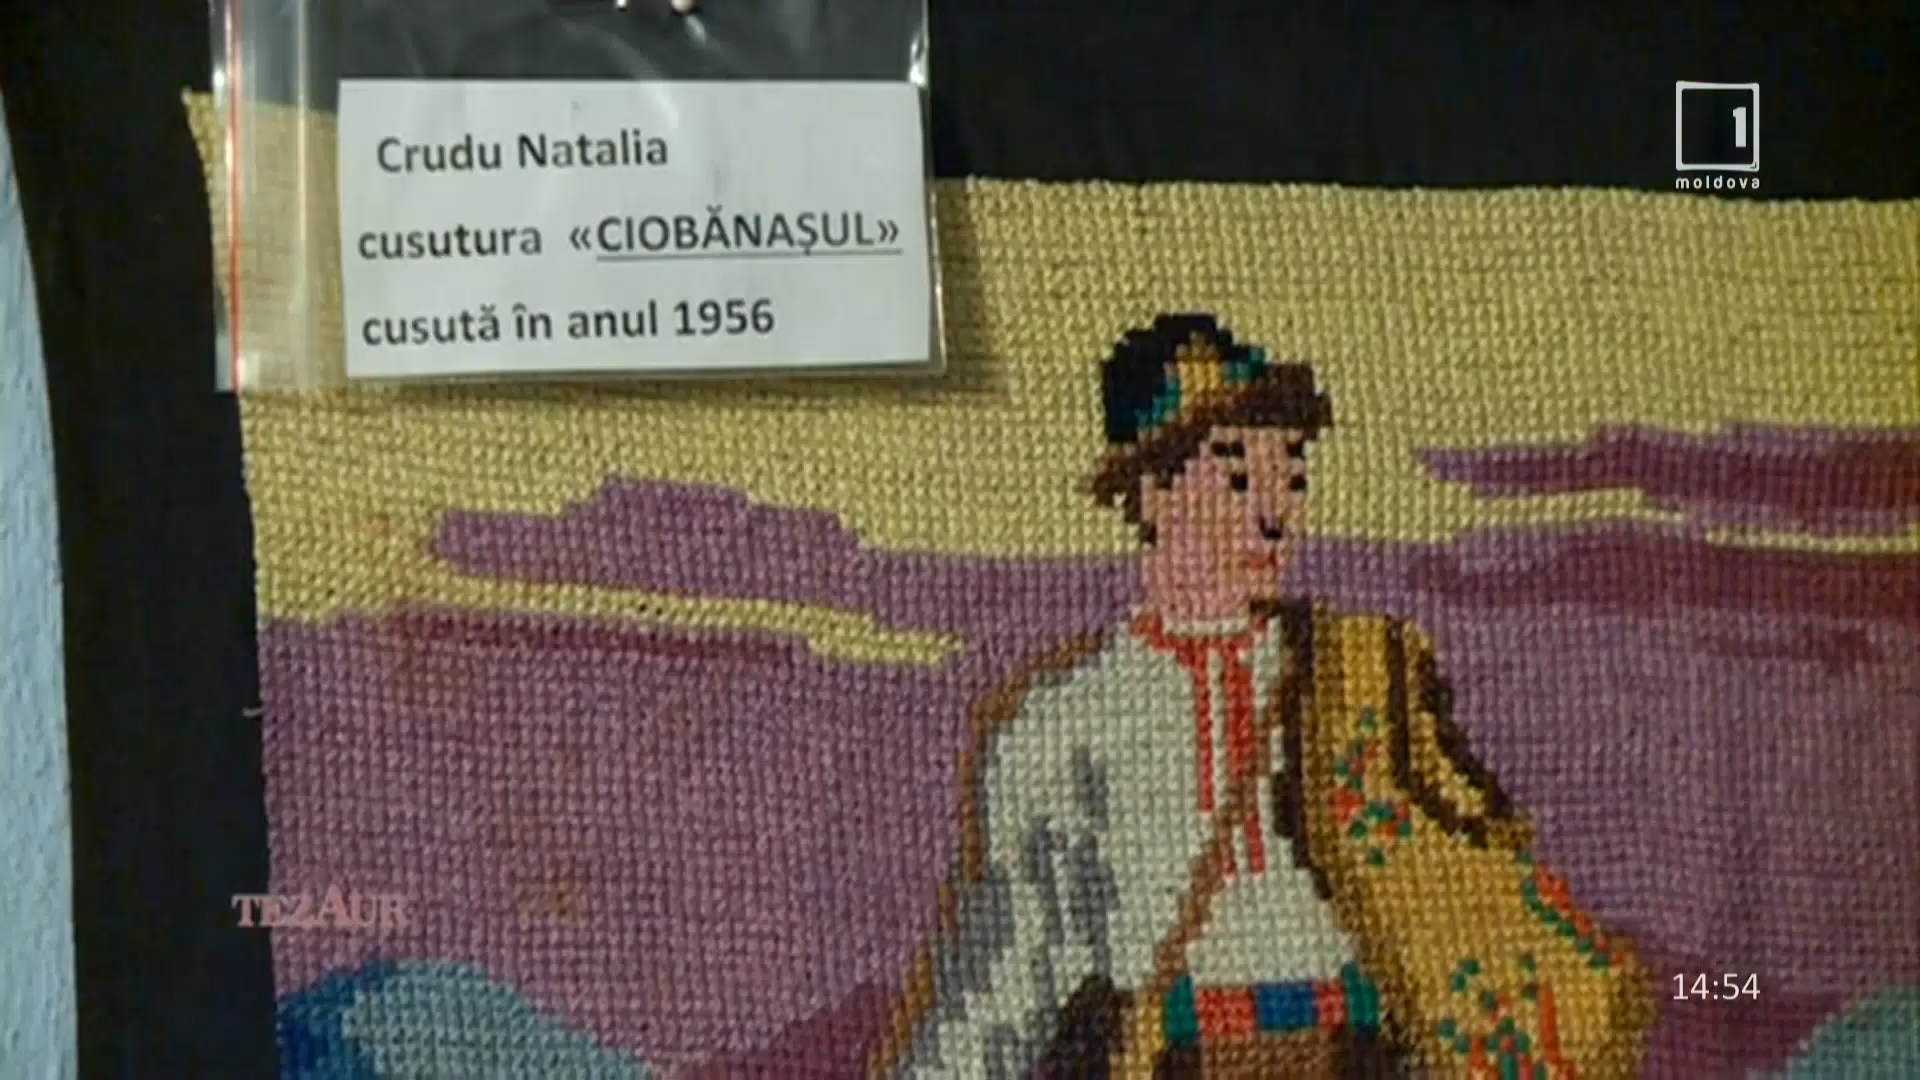 Crudu Natalia
cusutura «CIOBĂNAȘUL»
cusută în anul 1956
1
moldova
TEZAUR
14:54